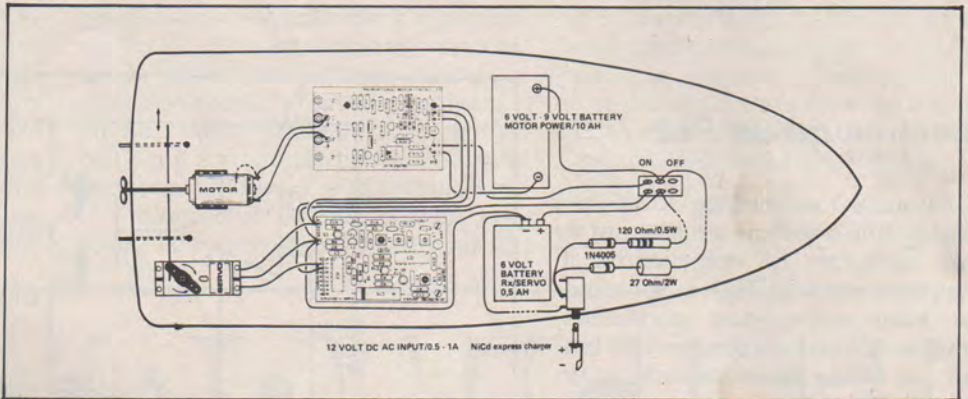 6 VOLT - 9 VOLT BATTERY
MOTOR POWER/10 AH
ON OFF
MOTOR
SERVO
120 Ohm/0.5W
1N4005
27 Ohm/2W
6 VOLT
BATTERY
Rx/SERVO
0,5 AH
12 VOLT DC AC INPUT/0.5 - 1A NiCd express charger
+
-